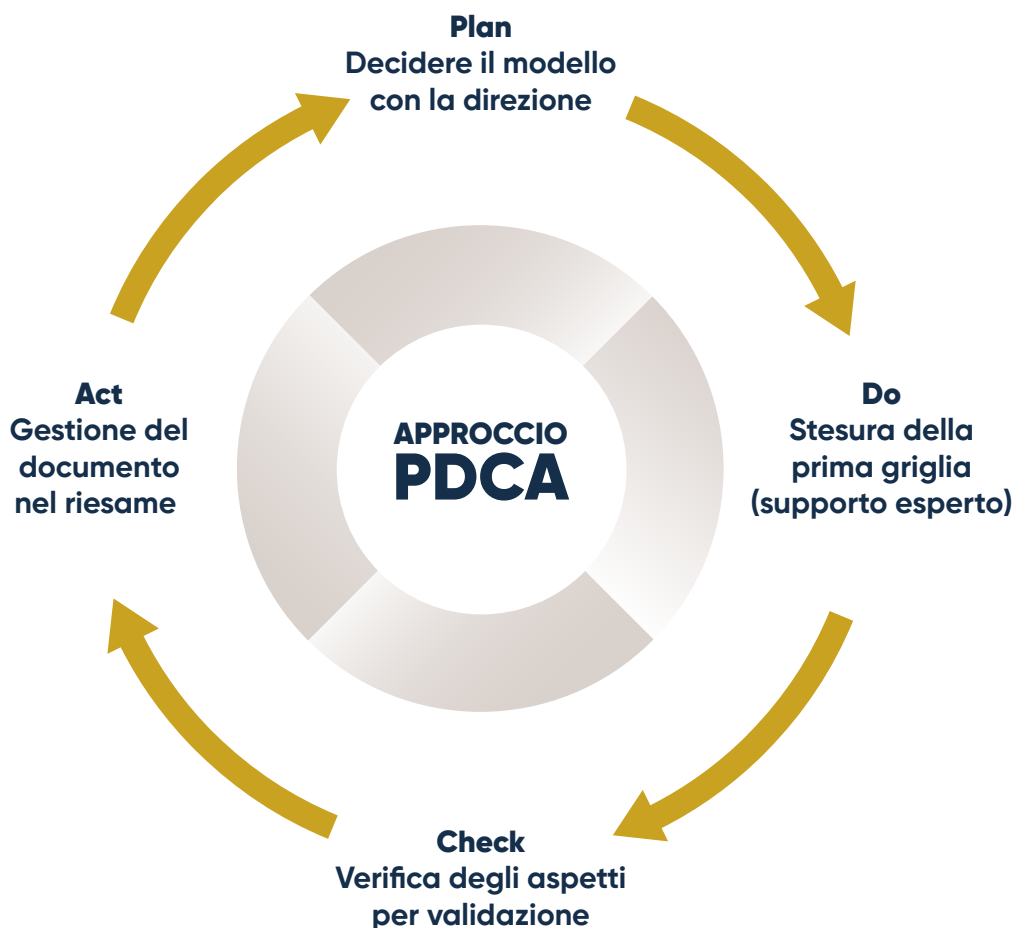 Plan
Decidere il modello
con la direzione
Do
Stesura della
prima griglia
(supporto esperto)
Check
Verifica degli aspetti
per validazione
Act
Gestione del
documento
nel riesame
APPROCCIO
PDCA